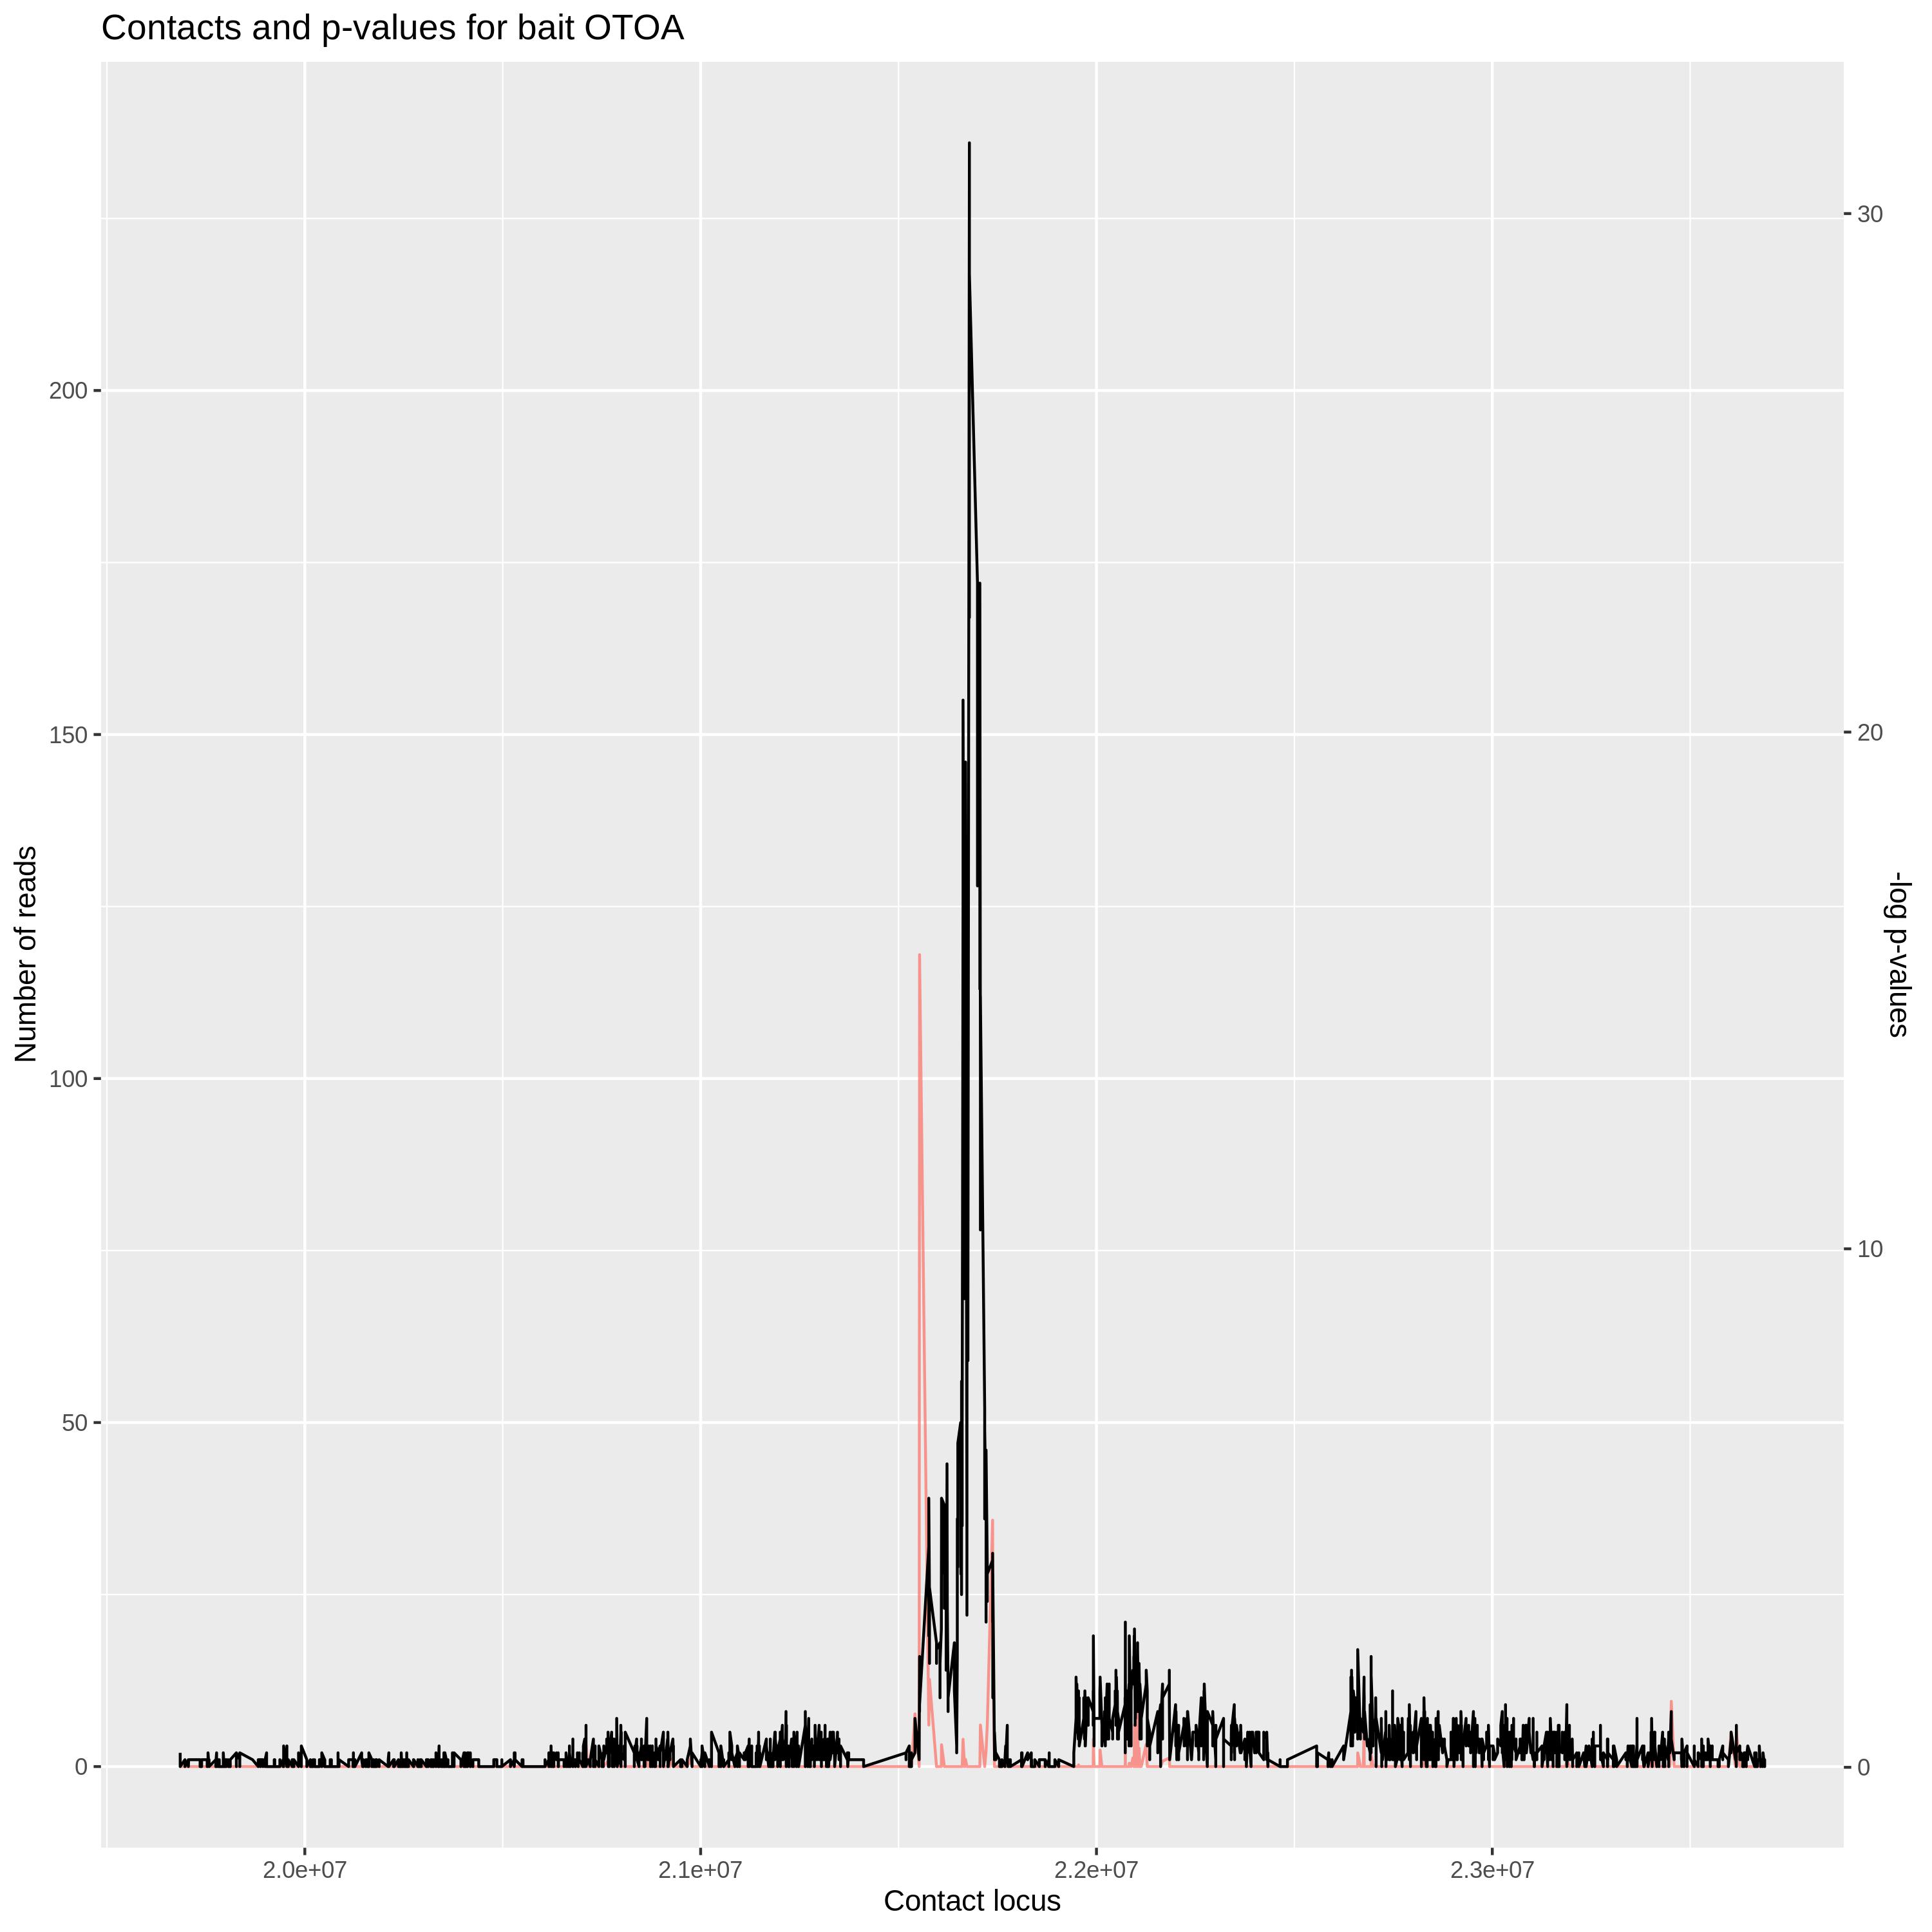 Contacts and p-values for bait OTOA
Number of reads
200
150
100
50
0
30
20
10
0
-log p-values
2.0e+07
2.1e+07
2.2e+07
2.3e+07
Contact locus